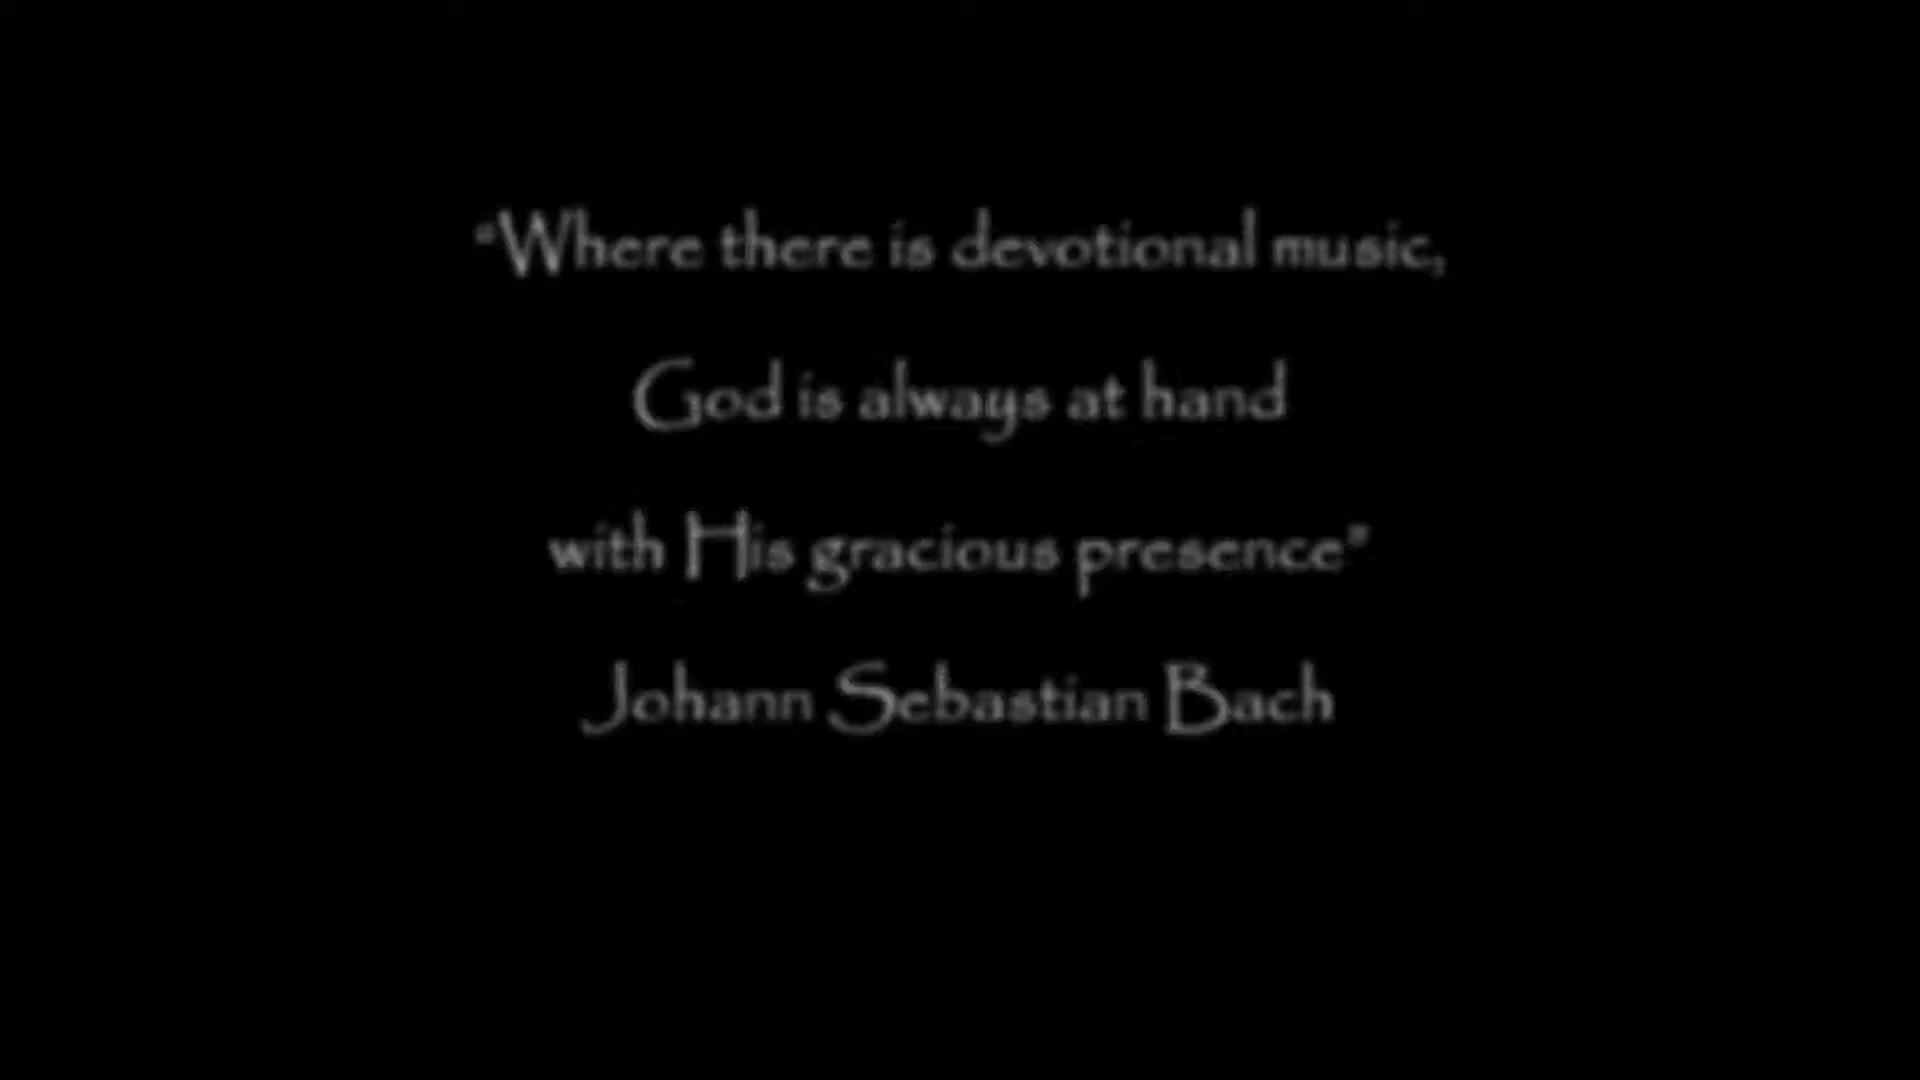 “Where there is devotional music,
God is always at hand
with His gracious presence”
Johann Sebastian Bach